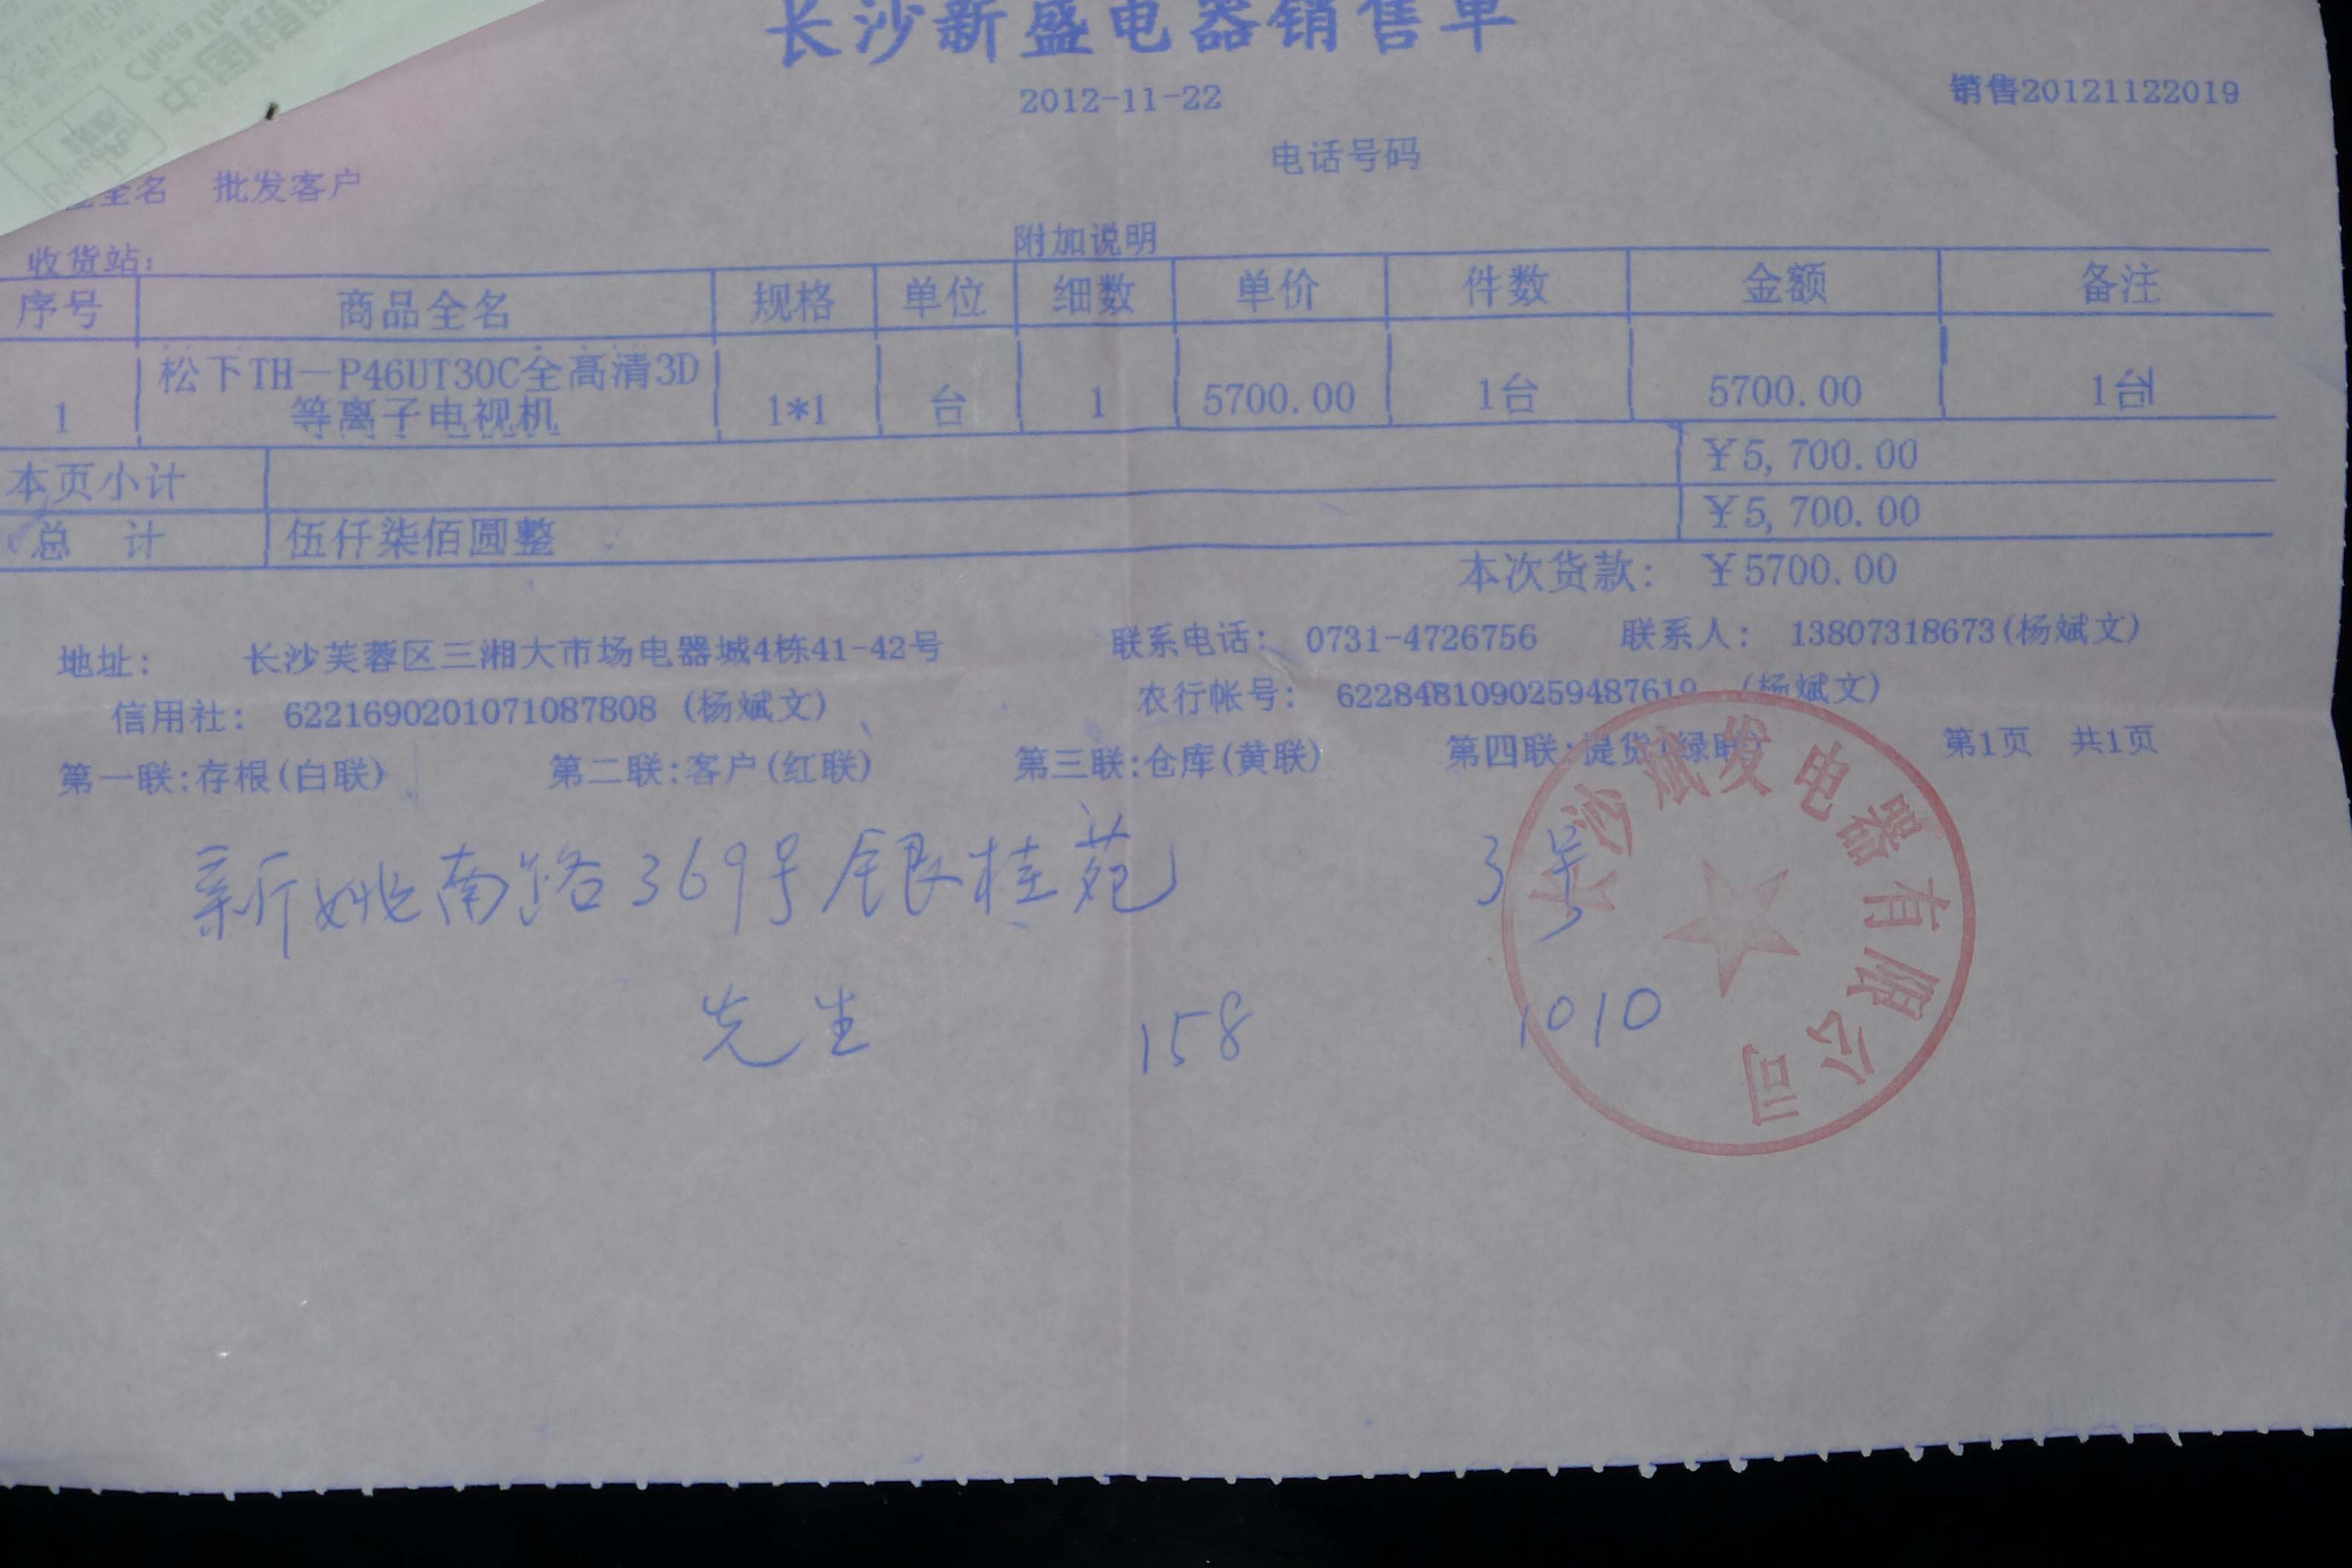 长沙新盛电器销售单
2012-11-22
销售20121122019
电话号码
全名 批发客户
收货站: 附加说明
序号 商品全名 规格 单位 细数 单价 件数 金额 备注
1 松下TH-P46UT30C全高清3D等离子电视机 1*1 台 1 5700.00 1台 5700.00 1台
本页小计 ¥5,700.00
总 计 伍仟柒佰圆整 ¥5,700.00
本次货款: ¥5700.00
地址: 长沙芙蓉区三湘大市场电器城4栋41-42号 联系电话: 0731-4726756 联系人: 13807318673(杨斌文)
信用社: 6221690201071087808 (杨斌文) 农行帐号: 6228481090259487619 (杨斌文)
第一联:存根(白联) 第二联:客户(红联) 第三联:仓库(黄联) 第四联:提货(绿联) 第1页 共1页
新姚南路369号银桂苑 3号
先生 158 1010
长沙斌发电器有限公司